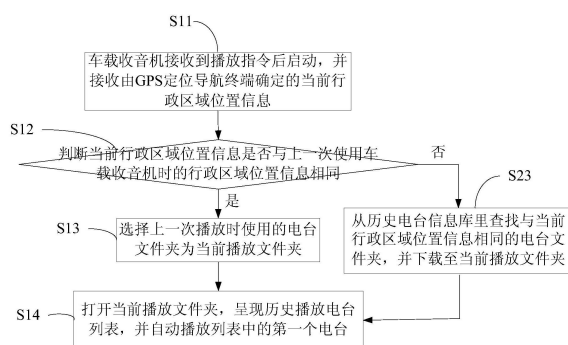 S11
车载收音机接收到播放指令后启动，并
接收由GPS定位导航终端确定的当前行
政区域位置信息
S12
判断当前行政区域位置信息是否与上一次使用车
载收音机时的行政区域位置信息相同
否
是
S23
从历史电台信息库里查找与当前
行政区域位置信息相同的电台文
件夹，并下载至当前播放文件夹
S13
选择上一次播放时使用的电台
文件夹为当前播放文件夹
S14
打开当前播放文件夹，呈现历史播放电台
列表，并自动播放列表中的第一个电台